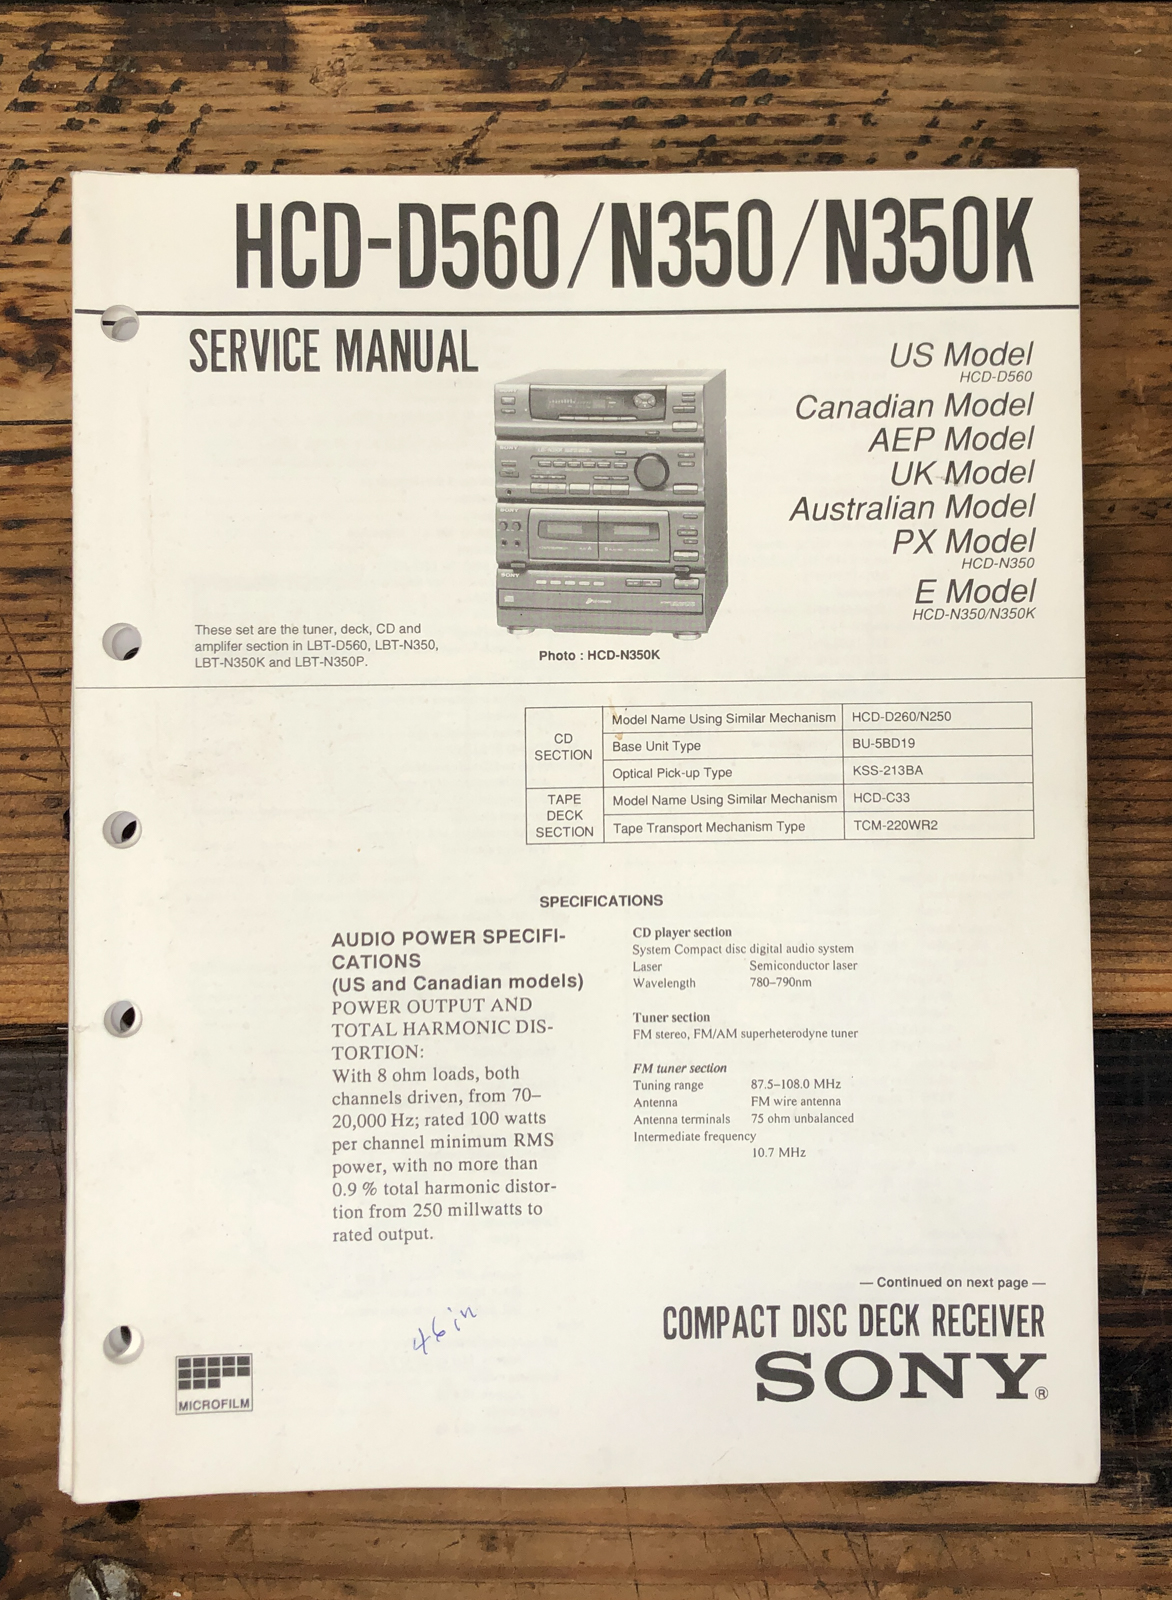 HCD-D560/N350/N350K
SERVICE MANUAL
US Model
HCD-D560
Canadian Model
AEP Model
UK Model
Australian Model
PX Model
HCD-N350
E Model
HCD-N350/N350K
SONY
SONY
SONY
These set are the tuner, deck, CD and
amplifer section in LBT-D560, LBT-N350,
LBT-N350K and LBT-N350P.
Photo : HCD-N350K
CD
SECTION
Model Name Using Similar Mechanism HCD-D260/N250
Base Unit Type BU-5BD19
Optical Pick-up Type KSS-213BA
TAPE
DECK
SECTION
Model Name Using Similar Mechanism HCD-C33
Tape Transport Mechanism Type TCM-220WR2
SPECIFICATIONS
AUDIO POWER SPECIFI-
CATIONS
(US and Canadian models)
POWER OUTPUT AND
TOTAL HARMONIC DIS-
TORTION:
With 8 ohm loads, both
channels driven, from 70–
20,000 Hz; rated 100 watts
per channel minimum RMS
power, with no more than
0.9 % total harmonic distor-
tion from 250 millwatts to
rated output.
CD player section
System Compact disc digital audio system
Laser Semiconductor laser
Wavelength 780–790nm
Tuner section
FM stereo, FM/AM superheterodyne tuner
FM tuner section
Tuning range 87.5–108.0 MHz
Antenna FM wire antenna
Antenna terminals 75 ohm unbalanced
Intermediate frequency
10.7 MHz
— Continued on next page —
46 in
COMPACT DISC DECK RECEIVER
SONY®
MICROFILM